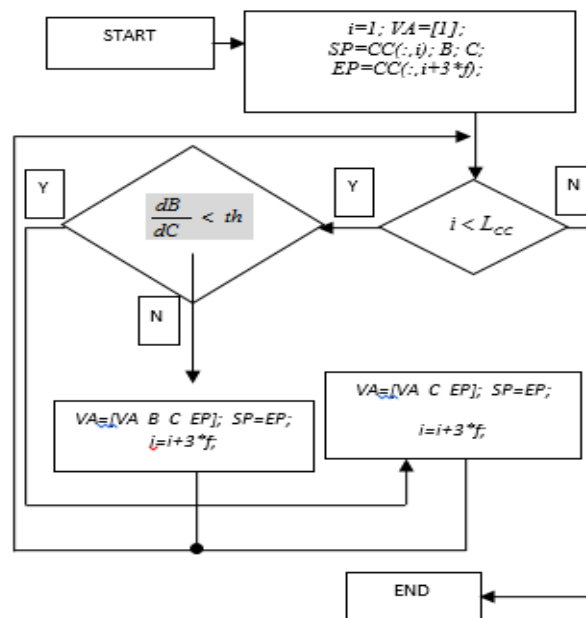 START
i=1; VA=[1];
SP=CC(:,i); B; C;
EP=CC(:,i+3*f);
Y
dB
dC
< th
Y
i < L_CC
N
N
VA=[VA B C EP]; SP=EP;
i=i+3*f;
VA=[VA C EP]; SP=EP;
i=i+3*f;
END